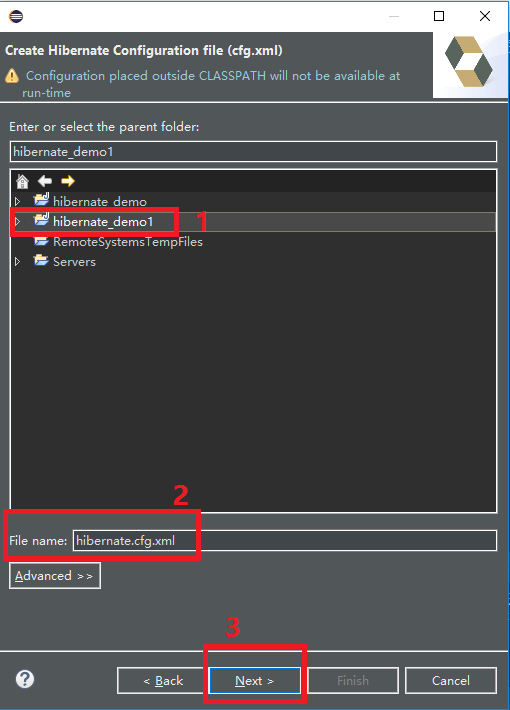 Create Hibernate Configuration file (cfg.xml)
Configuration placed outside CLASSPATH will not be available at
run-time
Enter or select the parent folder:
hibernate_demo1
hibernate_demo
hibernate_demo1
1
RemoteSystemsTempFiles
Servers
2
File name: hibernate.cfg.xml
Advanced >>
3
?
< Back
Next >
Finish
Cancel